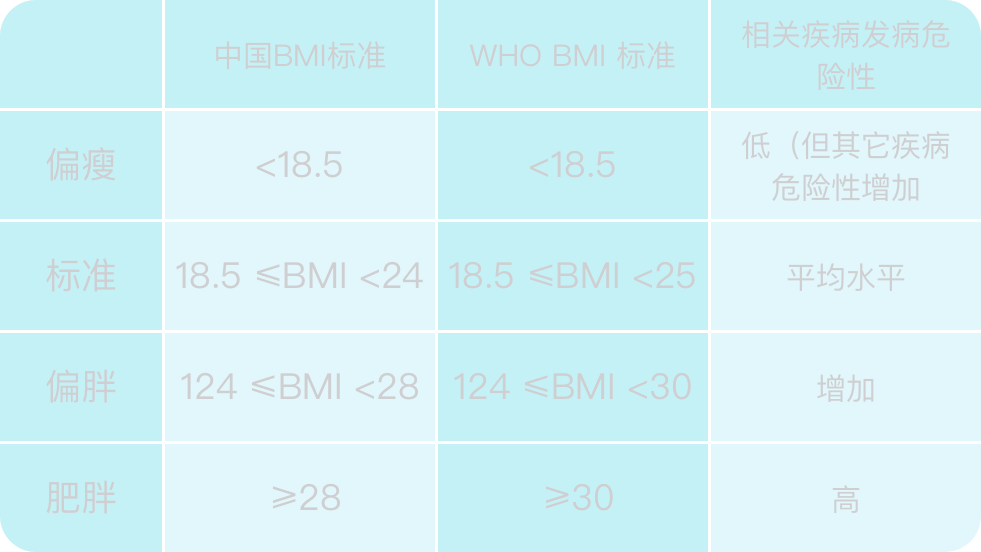 中国BMI标准 WHO BMI 标准 相关疾病发病危
险性
偏瘦 <18.5 <18.5 低（但其它疾病
危险性增加
标准 18.5 ≤BMI <24 18.5 ≤BMI <25 平均水平
偏胖 124 ≤BMI <28 124 ≤BMI <30 增加
肥胖 ≥28 ≥30 高